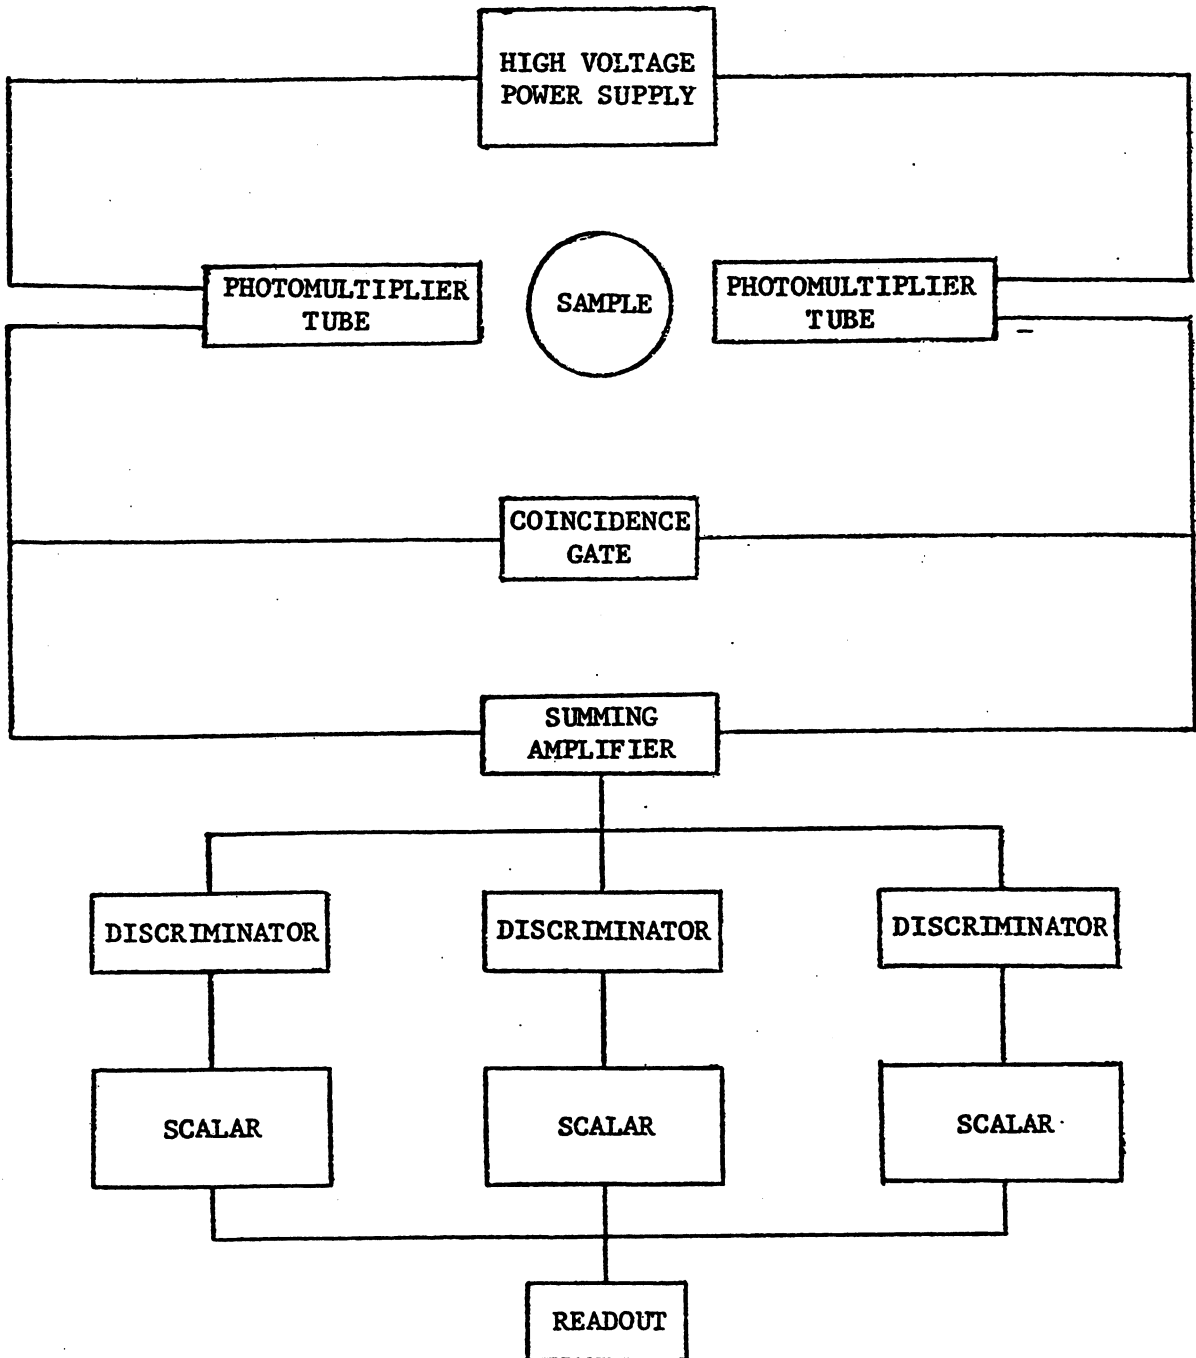 HIGH VOLTAGE
POWER SUPPLY
PHOTOMULTIPLIER
TUBE
SAMPLE
PHOTOMULTIPLIER
TUBE
COINCIDENCE
GATE
SUMMING
AMPLIFIER
DISCRIMINATOR
DISCRIMINATOR
DISCRIMINATOR
SCALAR
SCALAR
SCALAR
READOUT